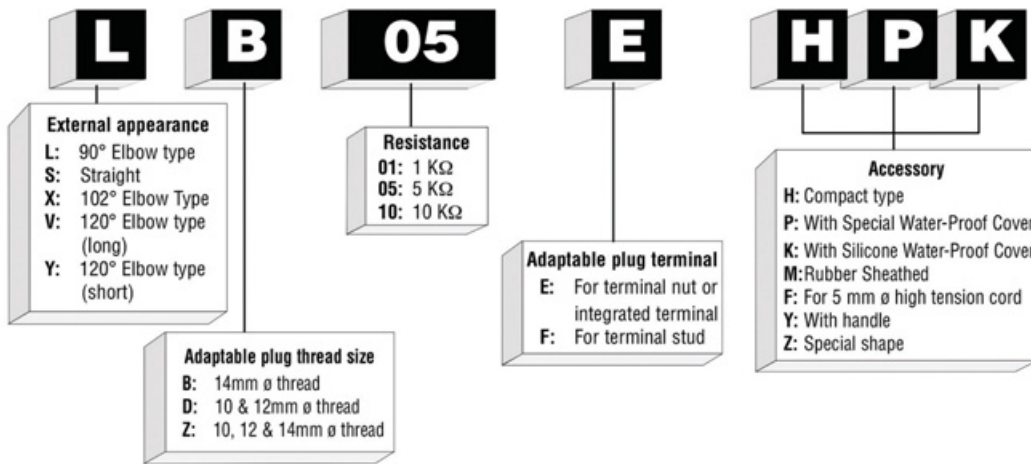 L B 05 E H P K
External appearance
L: 90° Elbow type
S: Straight
X: 102° Elbow Type
V: 120° Elbow type
(long)
Y: 120° Elbow type
(short)
Adaptable plug thread size
B: 14mm ø thread
D: 10 & 12mm ø thread
Z: 10, 12 & 14mm ø thread
Resistance
01: 1 KΩ
05: 5 KΩ
10: 10 KΩ
Adaptable plug terminal
E: For terminal nut or
integrated terminal
F: For terminal stud
Accessory
H: Compact type
P: With Special Water-Proof Cover
K: With Silicone Water-Proof Cover
M: Rubber Sheathed
F: For 5 mm ø high tension cord
Y: With handle
Z: Special shape